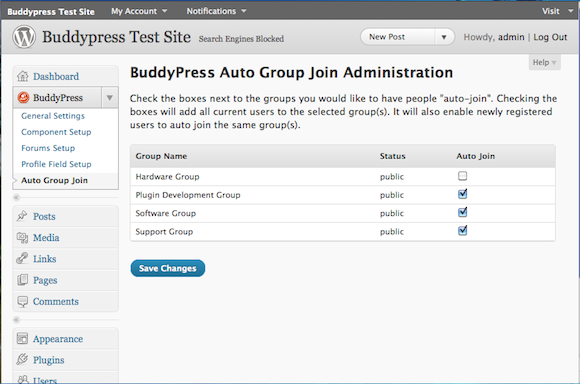 Buddypress Test Site My Account Notifications Visit
Buddypress Test Site Search Engines Blocked New Post Howdy, admin | Log Out
Help
Dashboard
BuddyPress
General Settings
Component Setup
Forums Setup
Profile Field Setup
Auto Group Join
Posts
Media
Links
Pages
Comments
Appearance
Plugins
Users
BuddyPress Auto Group Join Administration
Check the boxes next to the groups you would like to have people "auto-join". Checking the
boxes will add all current users to the selected group(s). It will also enable newly registered
users to auto join the same group(s).
Group Name Status Auto Join
Hardware Group public
Plugin Development Group public
Software Group public
Support Group public
Save Changes